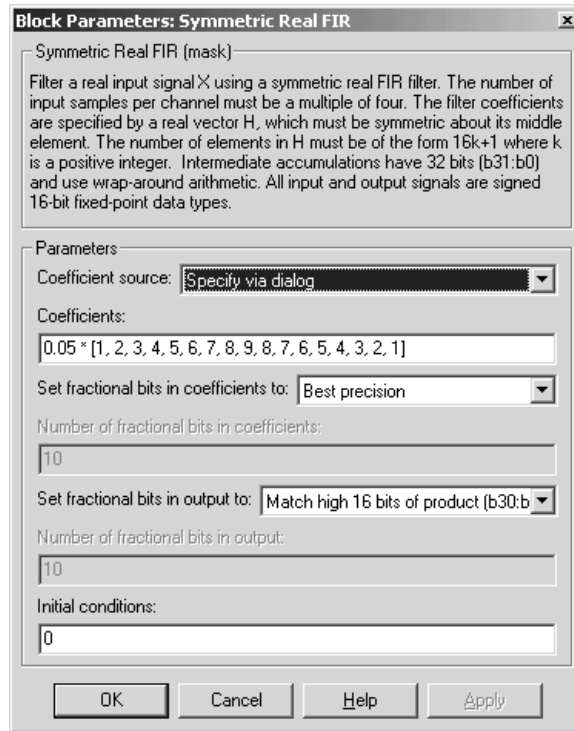 Block Parameters: Symmetric Real FIR
Symmetric Real FIR (mask)
Filter a real input signal X using a symmetric real FIR filter. The number of
input samples per channel must be a multiple of four. The filter coefficients
are specified by a real vector H, which must be symmetric about its middle
element. The number of elements in H must be of the form 16k+1 where k
is a positive integer.  Intermediate accumulations have 32 bits (b31:b0)
and use wrap-around arithmetic. All input and output signals are signed
16-bit fixed-point data types.
Parameters
Coefficient source: Specify via dialog
Coefficients:
0.05 * [1, 2, 3, 4, 5, 6, 7, 8, 9, 8, 7, 6, 5, 4, 3, 2, 1]
Set fractional bits in coefficients to: Best precision
Number of fractional bits in coefficients:
10
Set fractional bits in output to: Match high 16 bits of product (b30:b
Number of fractional bits in output:
10
Initial conditions:
0
OK Cancel Help Apply